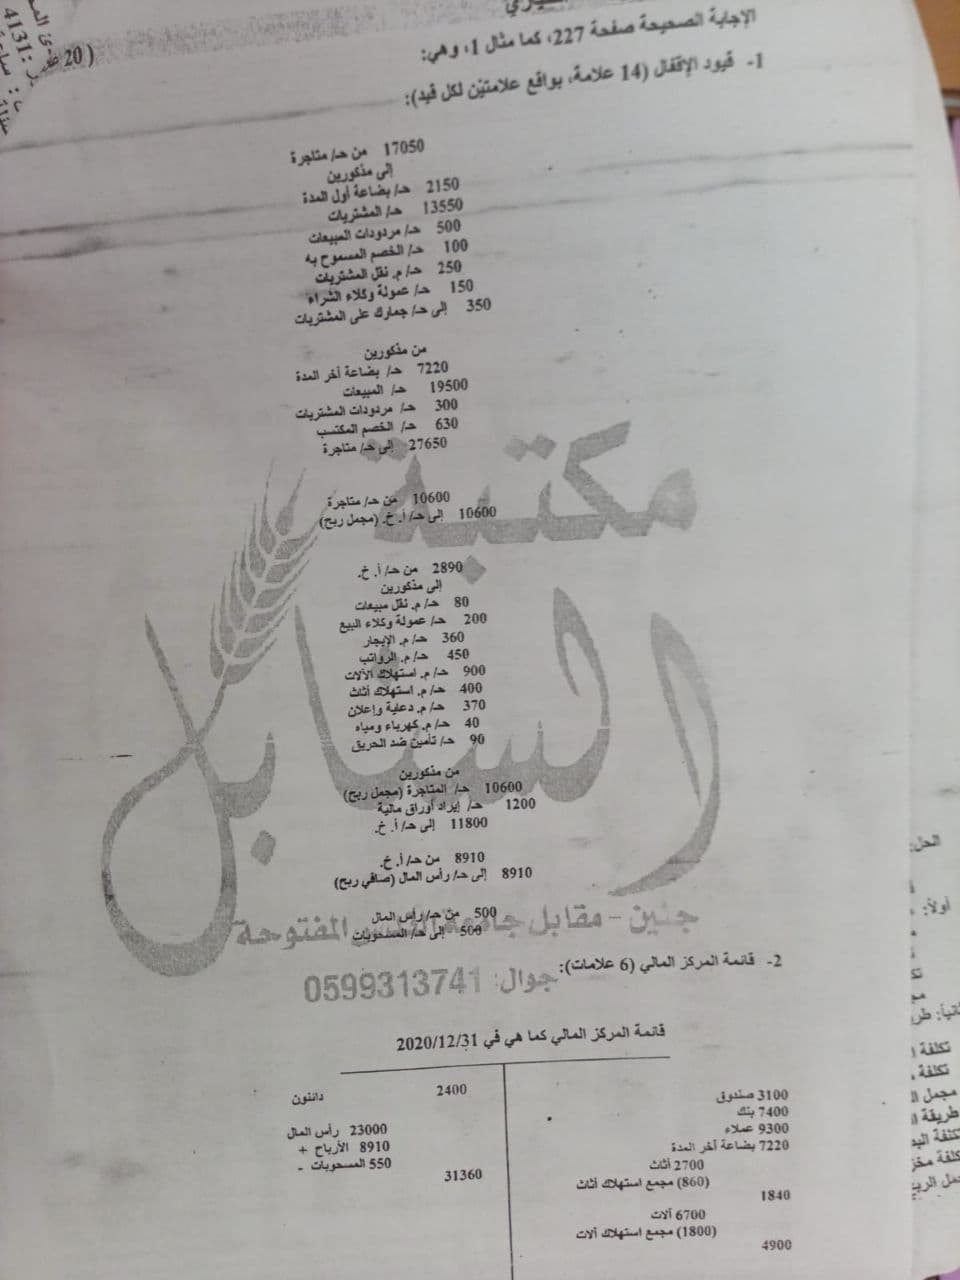 20 )
4131
الإجابة الصحيحة صفحة 227، كما مثال 1، وهي:
1- قيود الإقفال (14 علامة، بواقع علامتين لكل قيد):
17050 من حـ/ متاجرة
إلى مذكورين
2150 حـ/ بضاعة أول المدة
13550 حـ/ المشتريات
500 حـ/ مردودات المبيعات
100 حـ/ الخصم المسموح به
250 حـ/ م. نقل المشتريات
150 حـ/ عمولة وكلاء الشراء
350 إلى حـ/ جمارك على المشتريات
من مذكورين
7220 حـ/ بضاعة آخر المدة
19500 حـ/ المبيعات
300 حـ/ مردودات المشتريات
630 حـ/ الخصم المكتسب
27650 إلى حـ/ متاجرة
10600 من حـ/ متاجرة
10600 إلى حـ/ أ. خ. (مجمل ربح)
2890 من حـ/ أ. خ.
إلى مذكورين
80 حـ/ م. نقل مبيعات
200 حـ/ عمولة وكلاء البيع
360 حـ/ م. الإيجار
450 حـ/ م. الرواتب
900 حـ/ م. استهلاك الآلات
400 حـ/ م. استهلاك أثاث
370 حـ/ م. دعاية وإعلان
40 حـ/ م. كهرباء ومياه
90 حـ/ تأمين ضد الحريق
من مذكورين
10600 حـ/ المتاجرة (مجمل ربح)
1200 حـ/ إيراد أوراق مالية
11800 إلى حـ/ أ. خ.
8910 من حـ/ أ. خ.
8910 إلى حـ/ رأس المال (صافي ربح)
500 من حـ/ رأس المال
500 إلى حـ/ المسحوبات
مكتبة
السنابل
جنين - مقابل جامعة القدس المفتوحة
جوال: 0599313741
2- قائمة المركز المالي (6 علامات):
قائمة المركز المالي كما هي في 2020/12/31
3100 صندوق
7400 بنك
9300 عملاء
7220 بضاعة آخر المدة
2700 أثاث
(860) مجمع استهلاك أثاث
1840
6700 آلات
(1800) مجمع استهلاك آلات
4900
2400 دائنون
23000 رأس المال
8910 الأرباح +
550 المسحوبات -
31360
الحل:
أولاً: